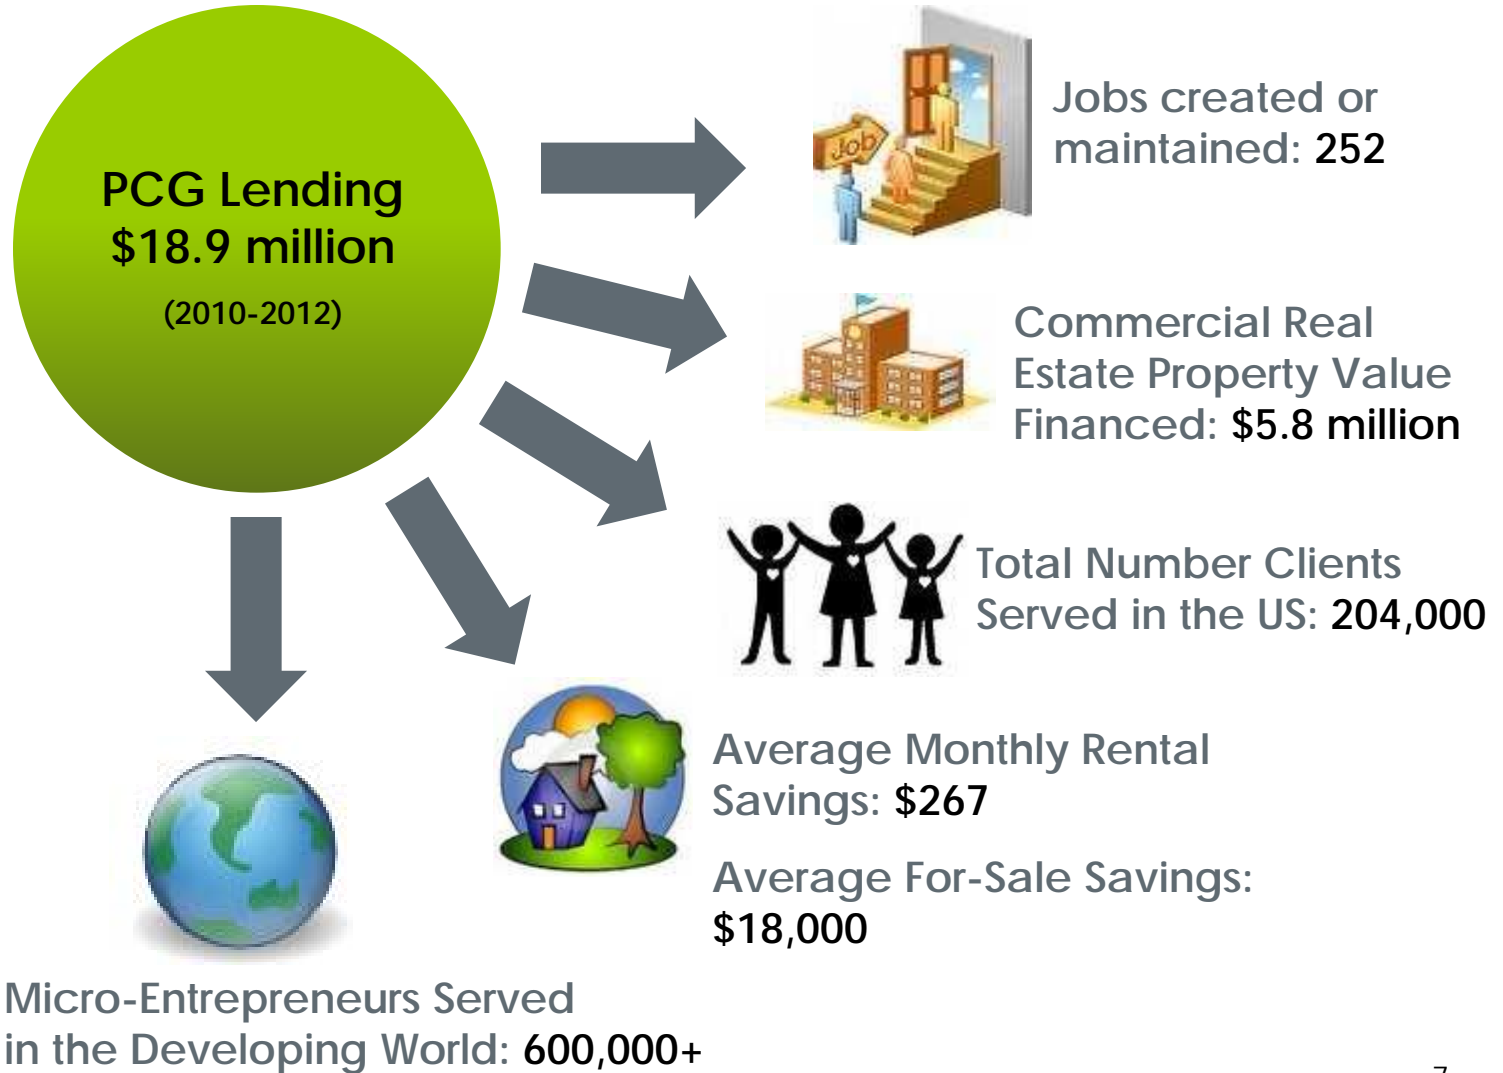 PCG Lending
$18.9 million
(2010-2012)
Job
Jobs created or
maintained: 252
Commercial Real
Estate Property Value
Financed: $5.8 million
Total Number Clients
Served in the US: 204,000
Average Monthly Rental
Savings: $267
Average For-Sale Savings:
$18,000
Micro-Entrepreneurs Served
in the Developing World: 600,000+
7